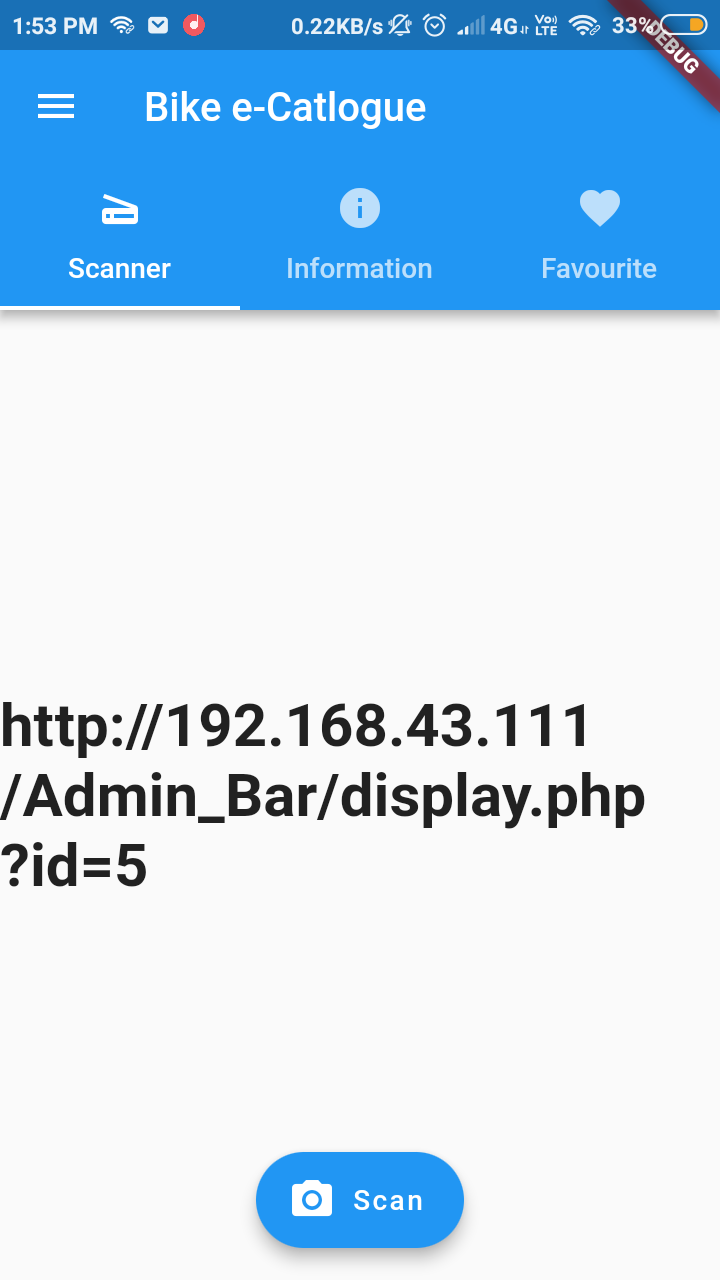 1:53 PM 0.22KB/s 4G VoLTE 33%
DEBUG
Bike e-Catlogue
Scanner Information Favourite
http://192.168.43.111
/Admin_Bar/display.php
?id=5
Scan